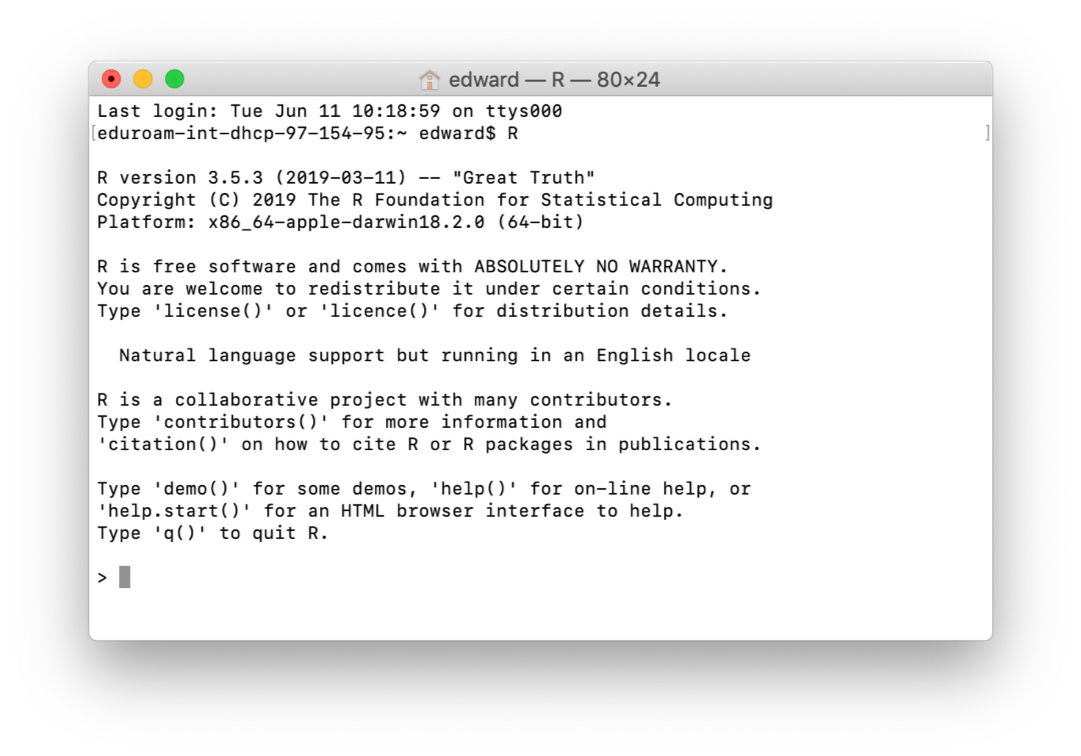 edward — R — 80×24
Last login: Tue Jun 11 10:18:59 on ttys000
[eduroam-int-dhcp-97-154-95:~ edward$ R ]
R version 3.5.3 (2019-03-11) -- "Great Truth"
Copyright (C) 2019 The R Foundation for Statistical Computing
Platform: x86_64-apple-darwin18.2.0 (64-bit)
R is free software and comes with ABSOLUTELY NO WARRANTY.
You are welcome to redistribute it under certain conditions.
Type 'license()' or 'licence()' for distribution details.
Natural language support but running in an English locale
R is a collaborative project with many contributors.
Type 'contributors()' for more information and
'citation()' on how to cite R or R packages in publications.
Type 'demo()' for some demos, 'help()' for on-line help, or
'help.start()' for an HTML browser interface to help.
Type 'q()' to quit R.
>